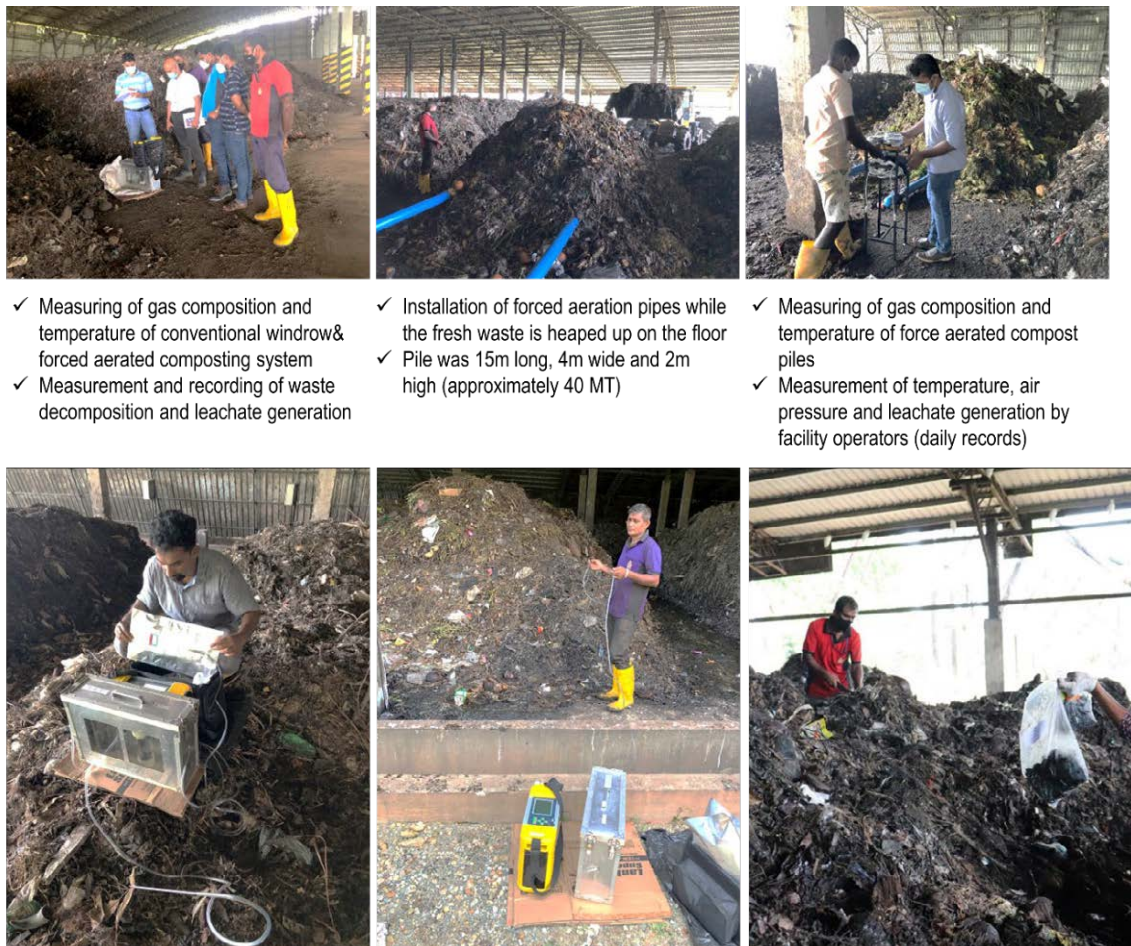 ✓ Measuring of gas composition and
temperature of conventional windrow&
forced aerated composting system
✓ Measurement and recording of waste
decomposition and leachate generation
✓ Installation of forced aeration pipes while
the fresh waste is heaped up on the floor
✓ Pile was 15m long, 4m wide and 2m
high (approximately 40 MT)
✓ Measuring of gas composition and
temperature of force aerated compost
piles
✓ Measurement of temperature, air
pressure and leachate generation by
facility operators (daily records)